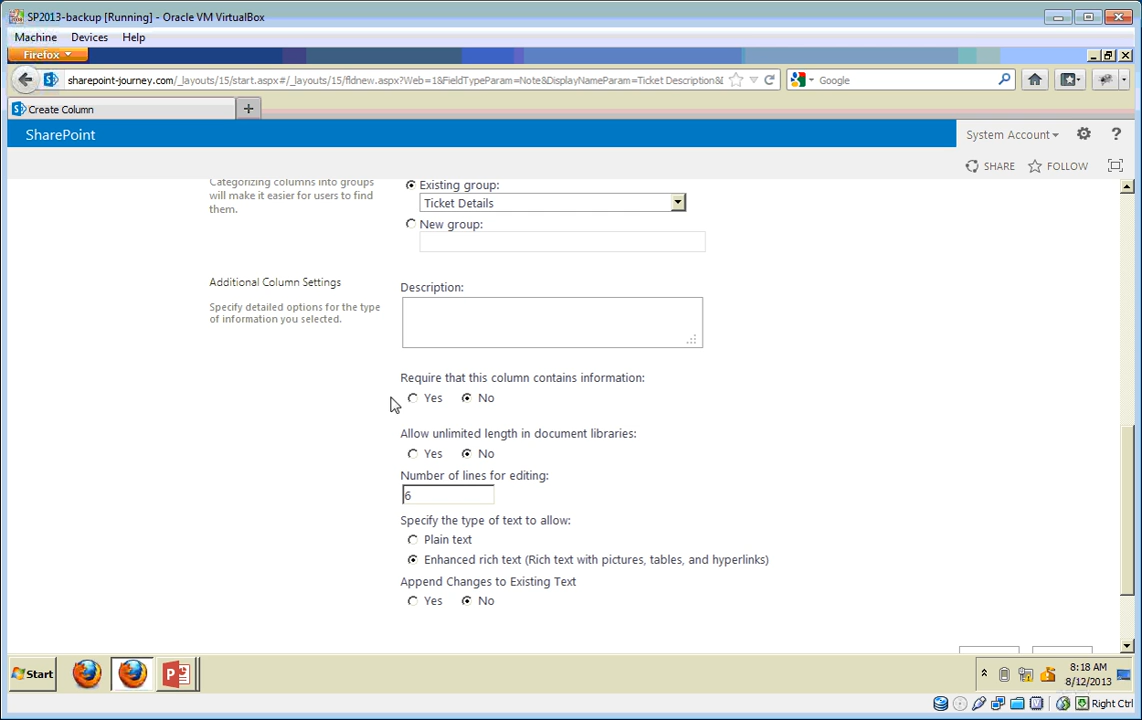 SP2013-backup [Running] - Oracle VM VirtualBox
Machine Devices Help
Firefox
sharepoint-journey.com/_layouts/15/start.aspx#/_layouts/15/fldnew.aspx?Web=1&FieldTypeParam=Note&DisplayNameParam=Ticket Description&
Google
Create Column
SharePoint
System Account
?
SHARE
FOLLOW
Categorizing columns into groups
will make it easier for users to find
them.
Existing group:
Ticket Details
New group:
Additional Column Settings
Specify detailed options for the type
of information you selected.
Description:
Require that this column contains information:
Yes No
Allow unlimited length in document libraries:
Yes No
Number of lines for editing:
6
Specify the type of text to allow:
Plain text
Enhanced rich text (Rich text with pictures, tables, and hyperlinks)
Append Changes to Existing Text
Yes No
Start
8:18 AM
8/12/2013
Right Ctrl